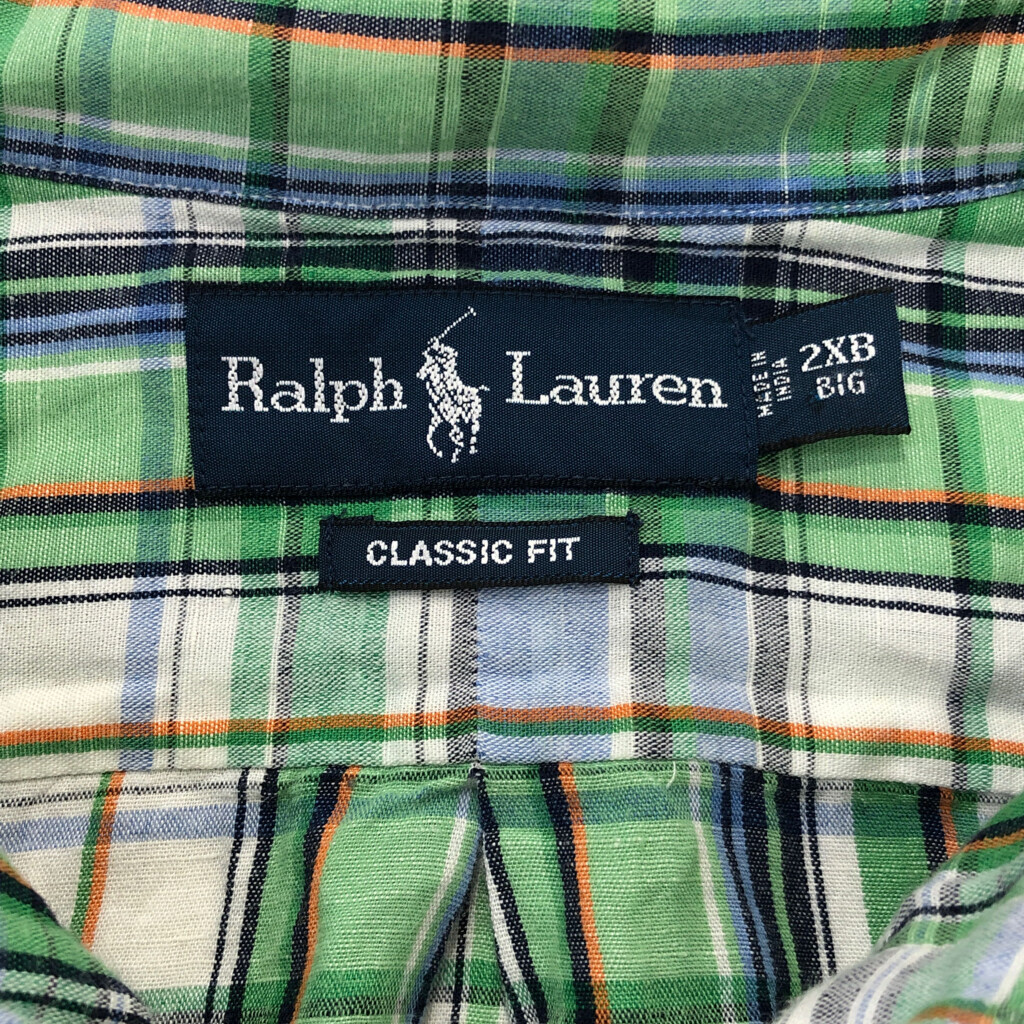 Ralph Lauren
MADE IN
INDIA
2XB
BIG
CLASSIC FIT